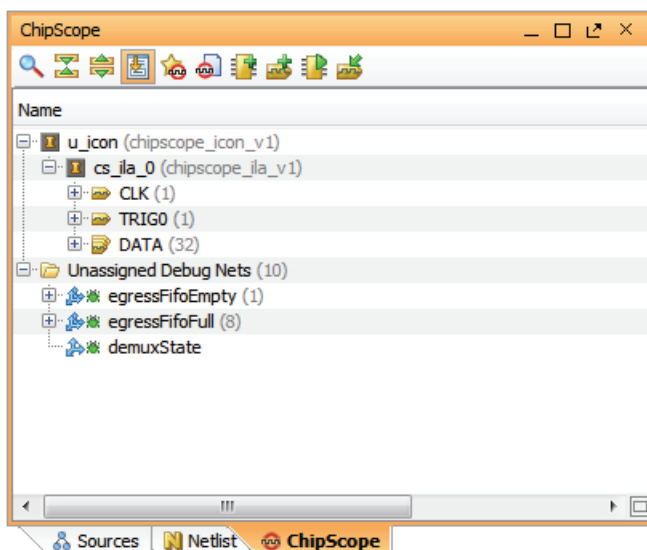 ChipScope
Name
u_icon (chipscope_icon_v1)
cs_ila_0 (chipscope_ila_v1)
CLK (1)
TRIG0 (1)
DATA (32)
Unassigned Debug Nets (10)
egressFifoEmpty (1)
egressFifoFull (8)
demuxState
Sources Netlist ChipScope